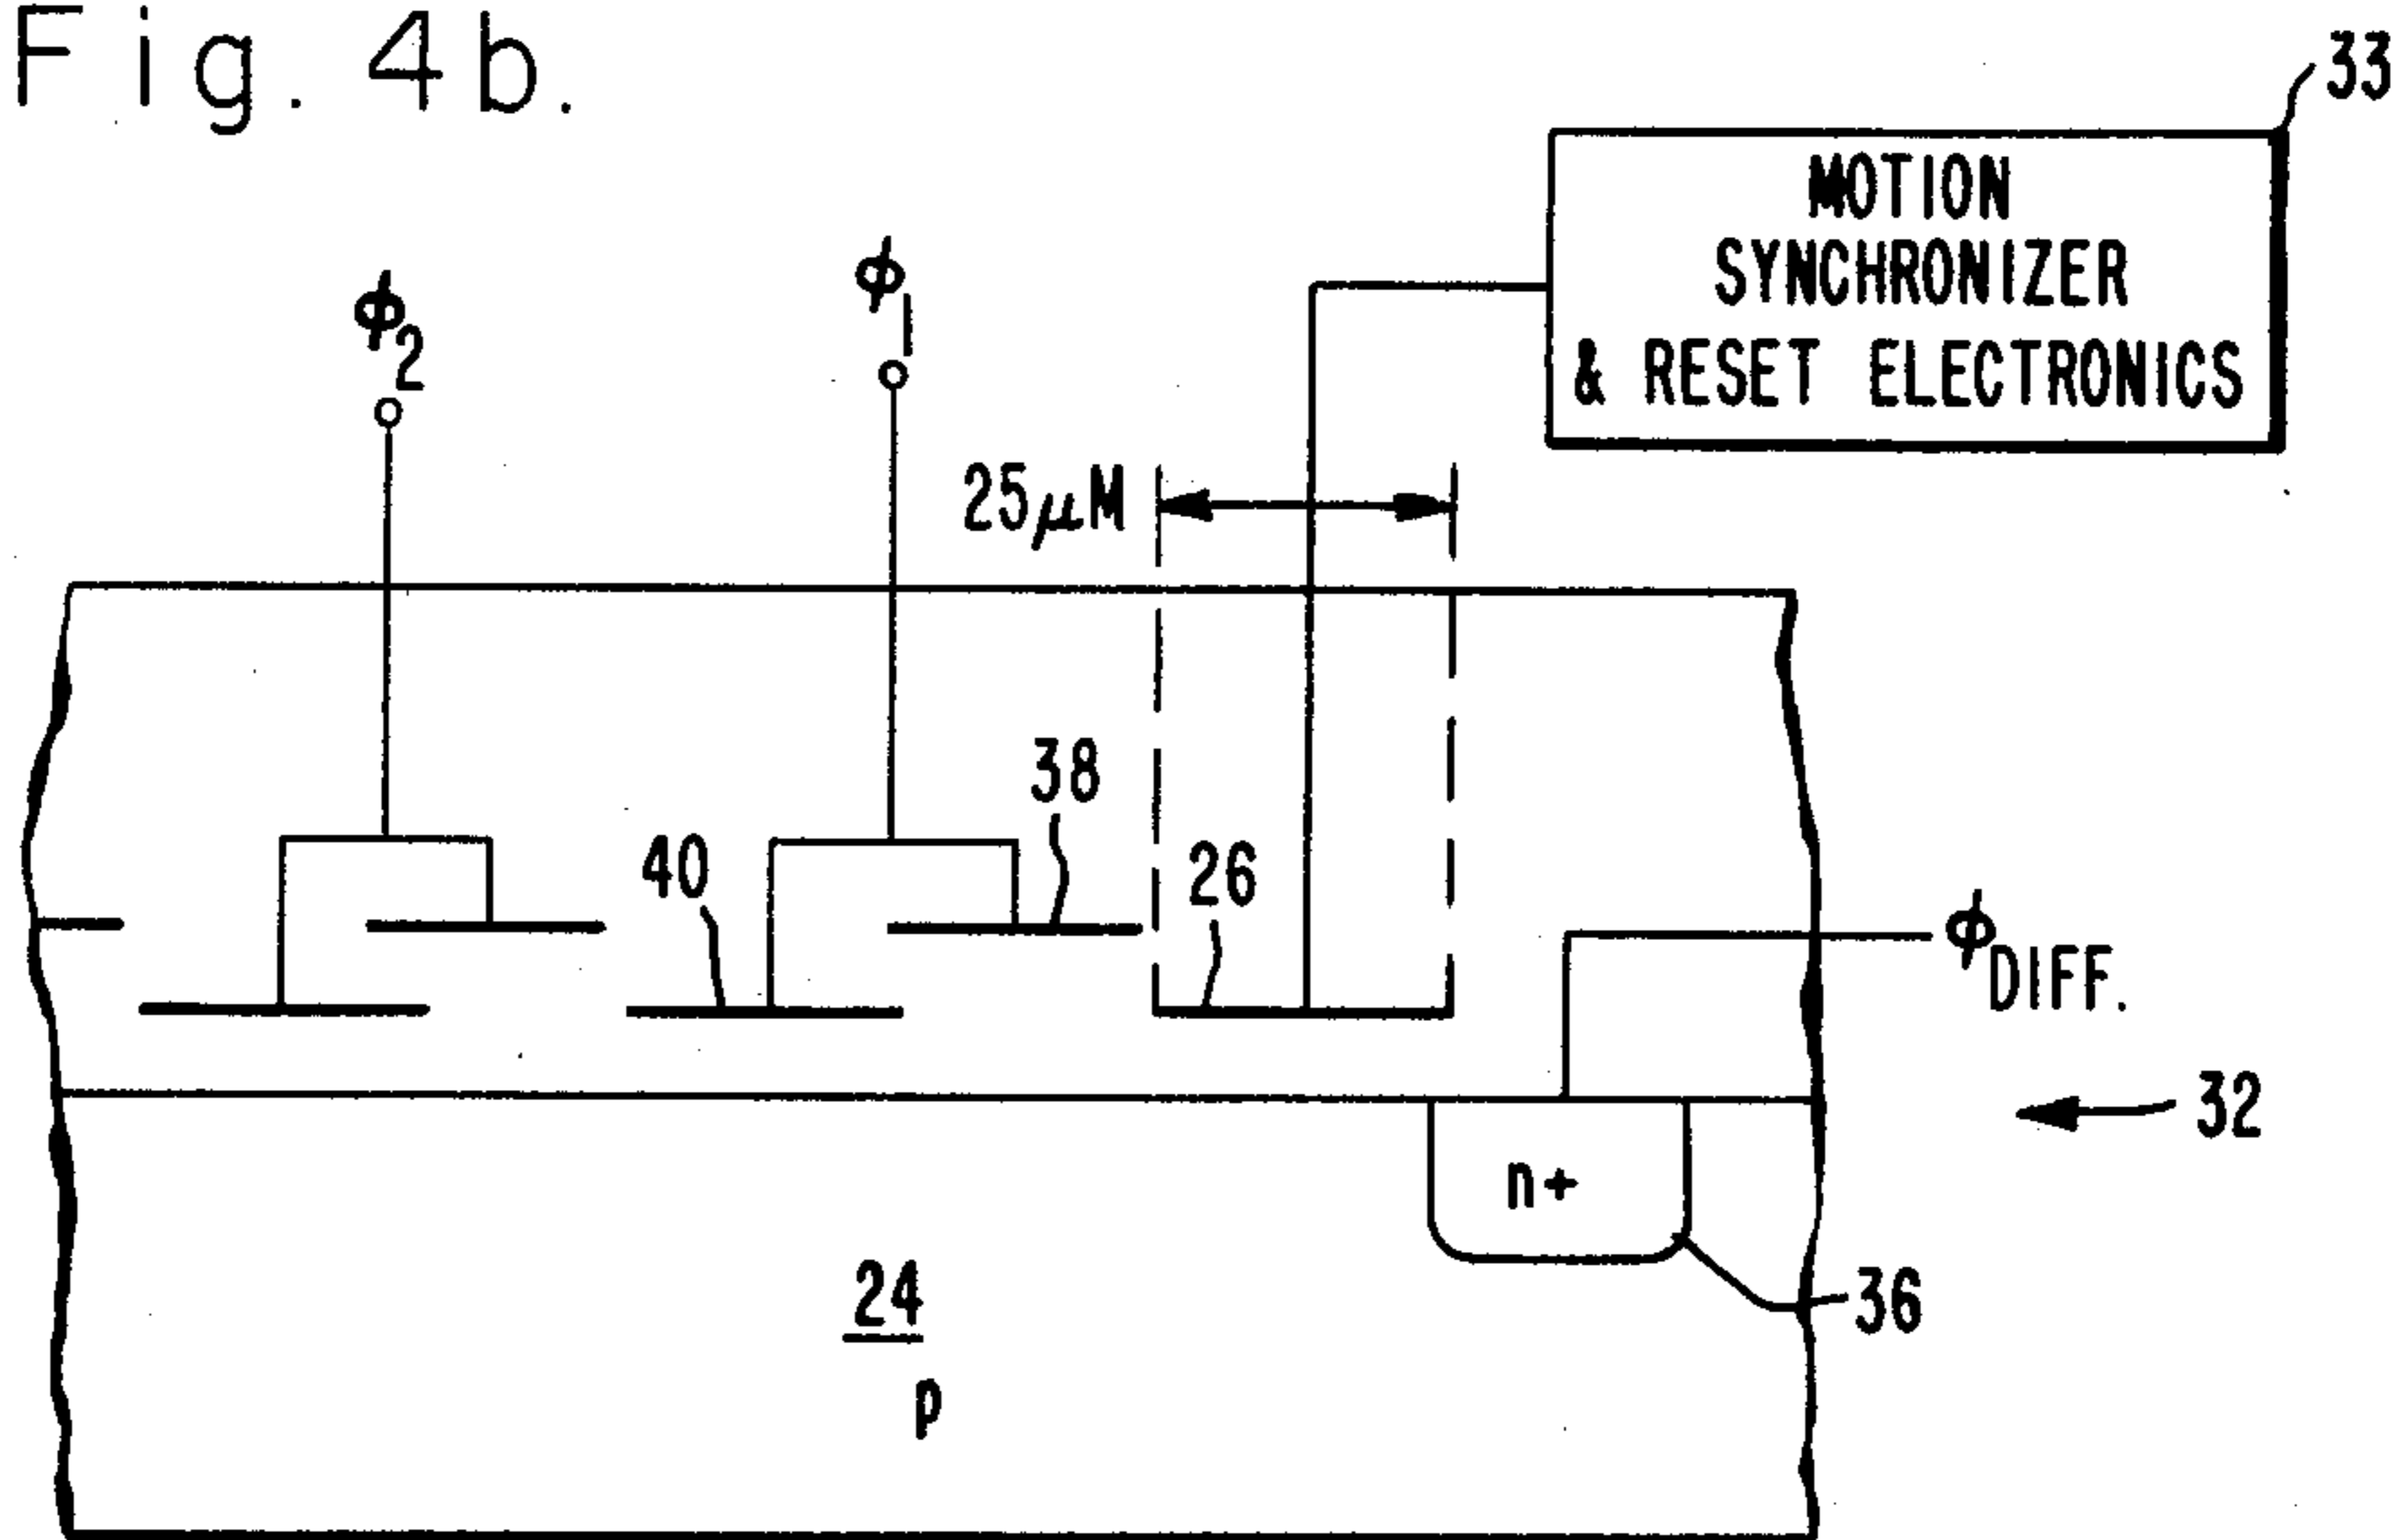 Fig. 4b.
33
MOTION
SYNCHRONIZER
& RESET ELECTRONICS
ϕ2
ϕ1
25μM
38
40
26
ϕDIFF.
32
n+
36
24
p